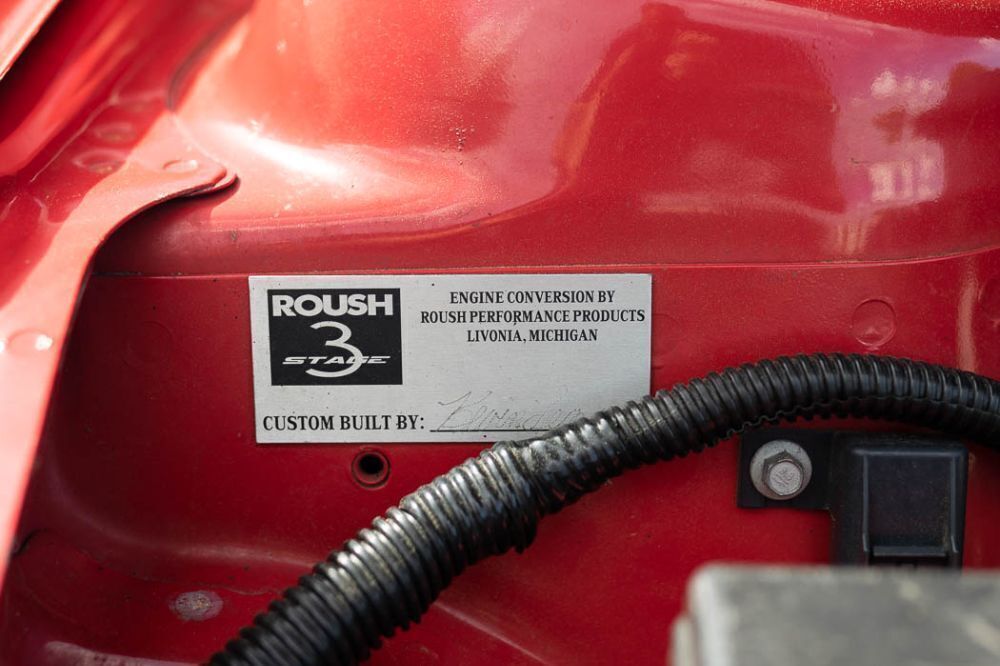 ROUSH
3
STAGE
ENGINE CONVERSION BY
ROUSH PERFORMANCE PRODUCTS
LIVONIA, MICHIGAN
CUSTOM BUILT BY: